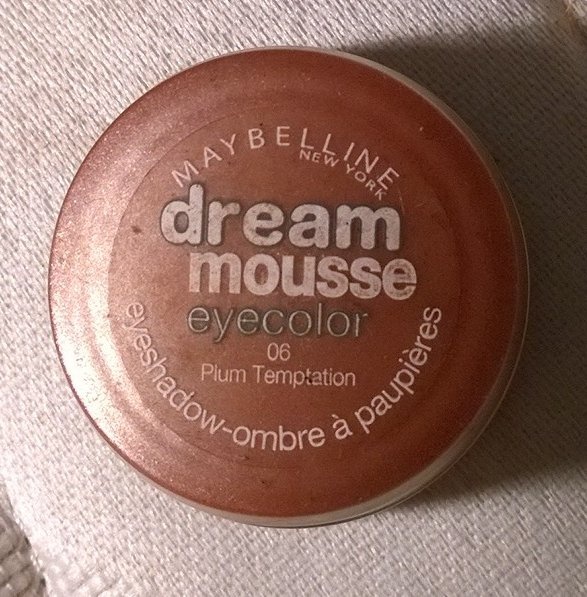 MAYBELLINE
NEW YORK
dream
mousse
eyecolor
06
Plum Temptation
eyeshadow-ombre à paupières